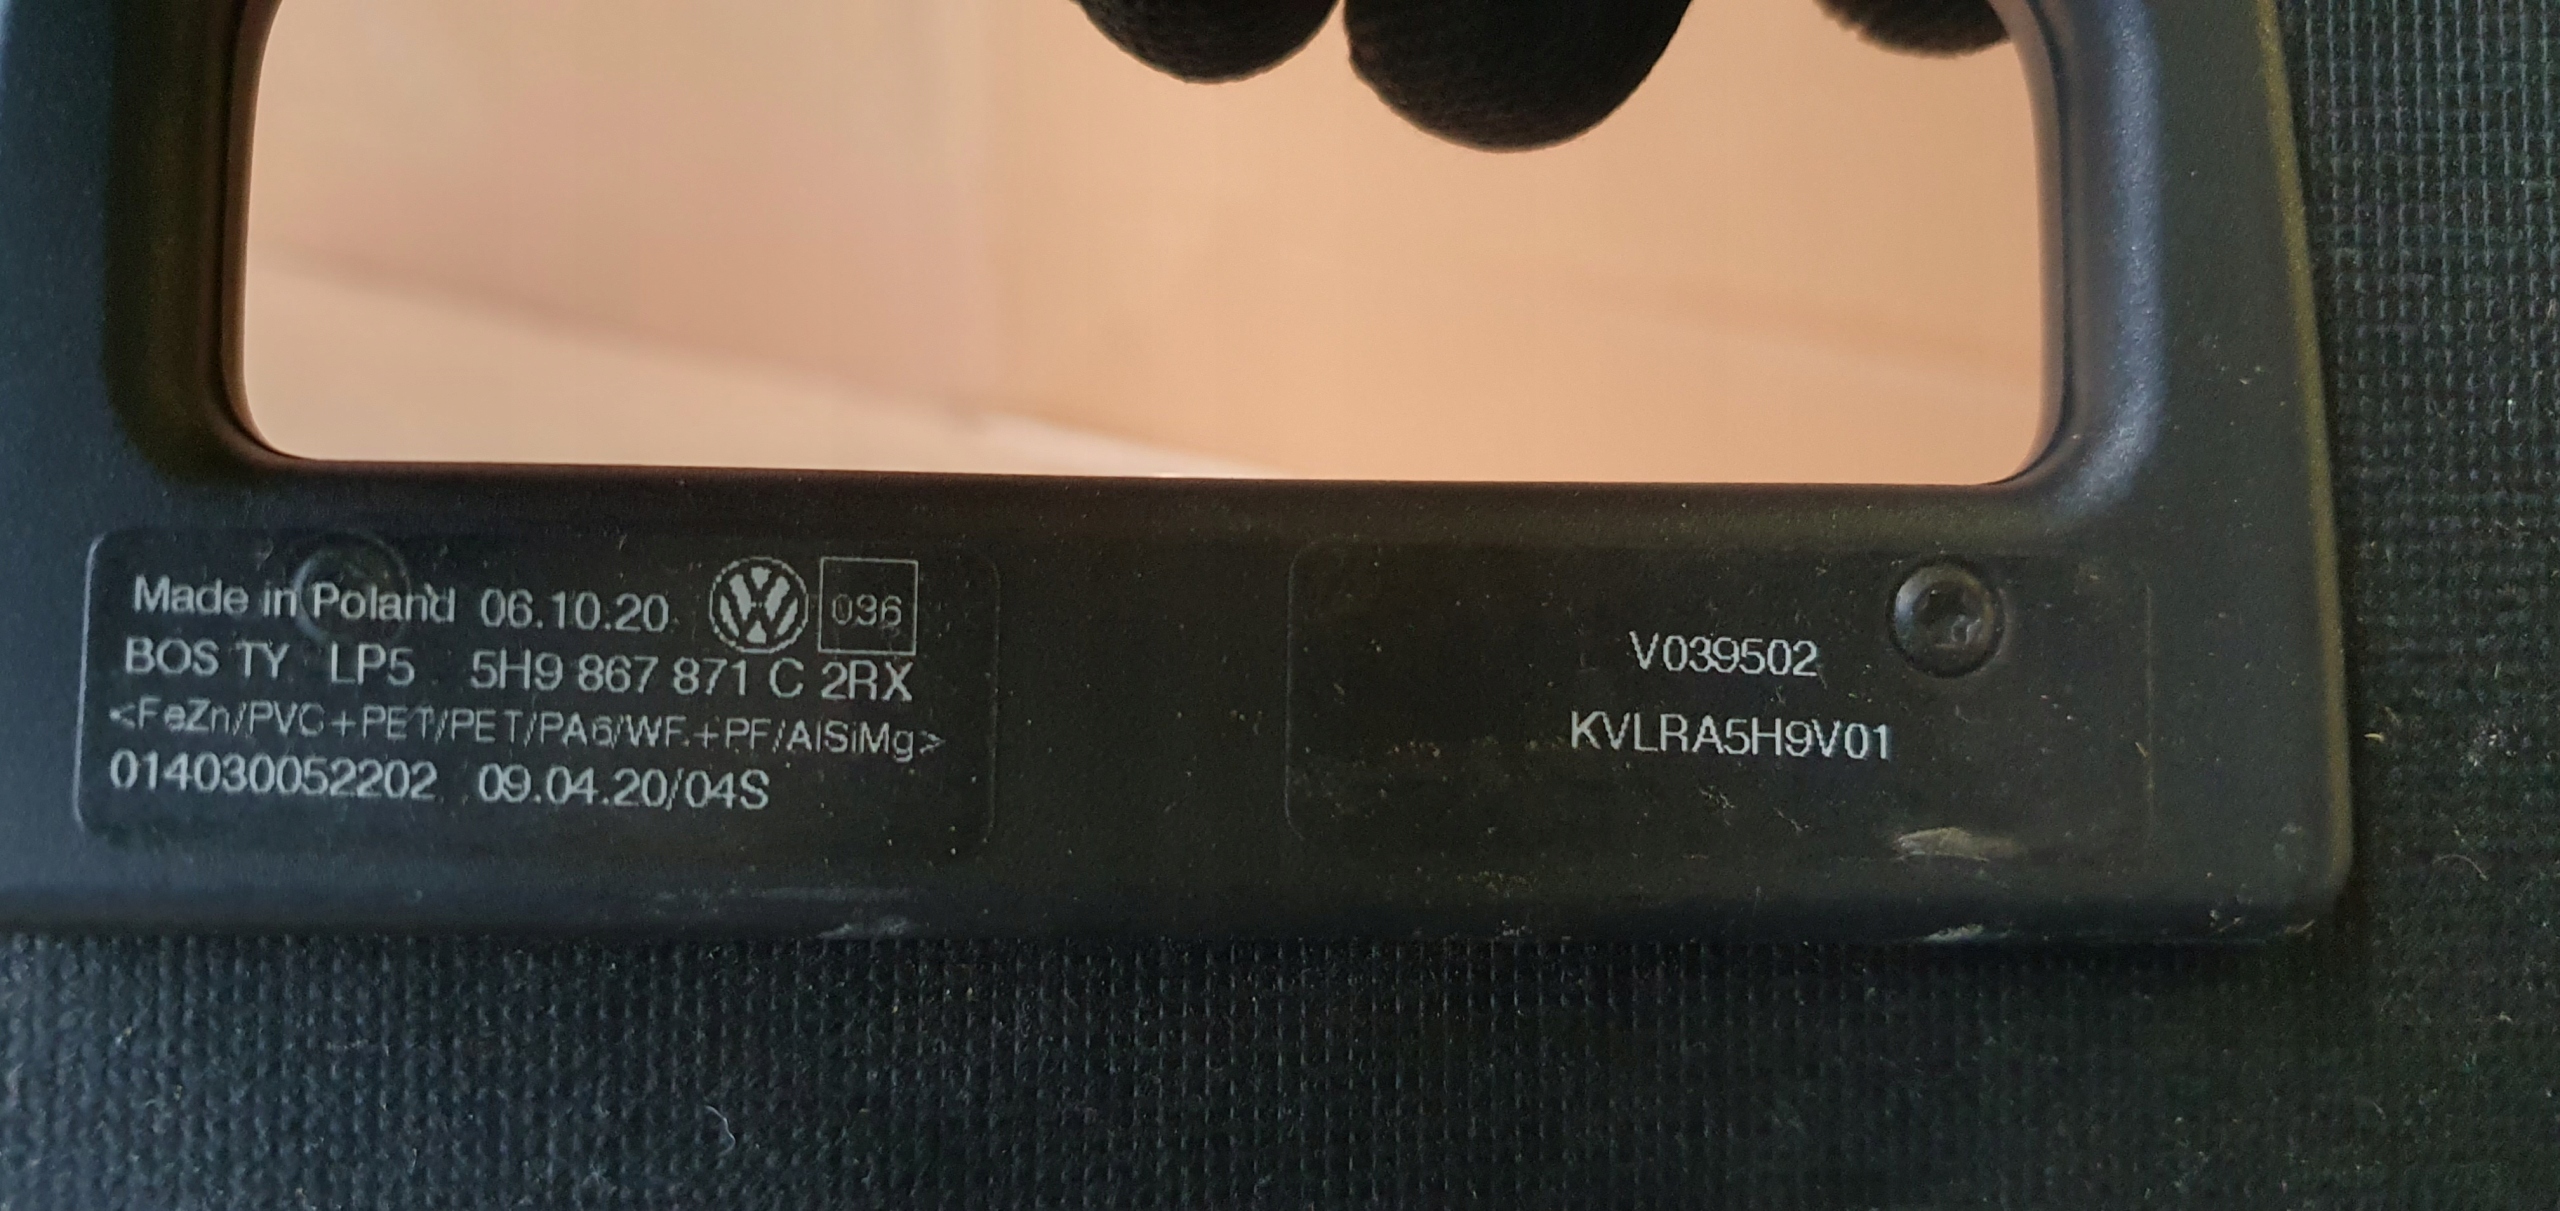 Made in Poland 06.10.20 036
BOS TY LP5 5H9 867 871 C 2RX
<FeZn/PVC+PET/PET/PA6/WF+PF/AlSiMg>
014030052202 09.04.20/04S
V039502
KVLRA5H9V01